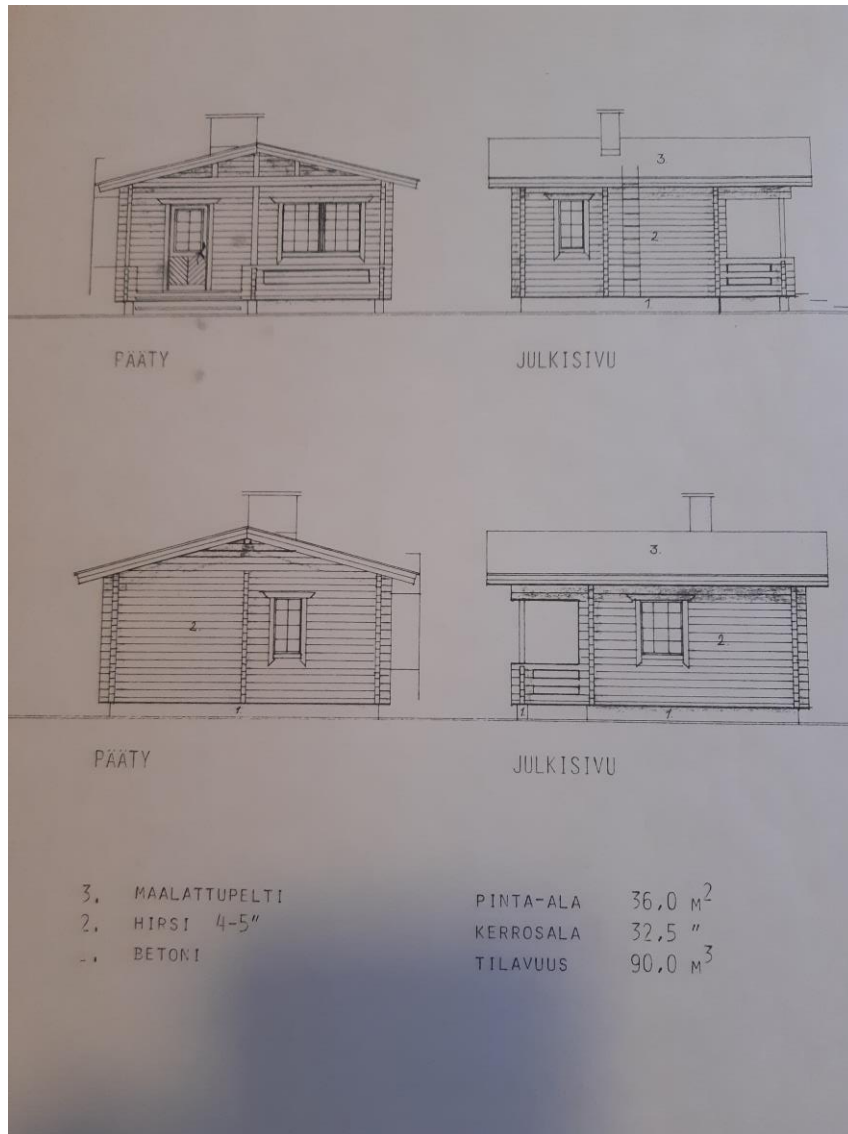 3
2
1
PÄÄTY
JULKISIVU
3.
2.
2.
1.
1.
1.
PÄÄTY
JULKISIVU
3. MAALATTUPELTI
2. HIRSI 4-5"
. BETONI
PINTA-ALA 36,0 M²
KERROSALA 32,5 "
TILAVUUS 90,0 M³